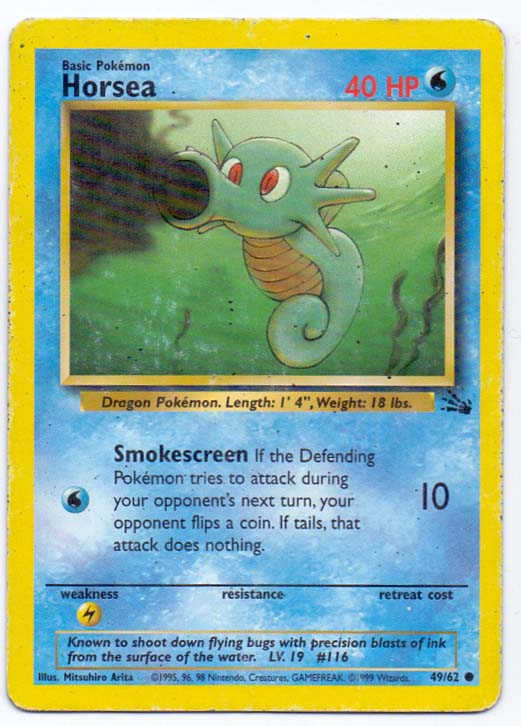 Basic Pokémon
Horsea 40 HP
Dragon Pokémon. Length: 1' 4", Weight: 18 lbs.
Smokescreen If the Defending
Pokémon tries to attack during
your opponent's next turn, your
opponent flips a coin. If tails, that
attack does nothing.
10
weakness resistance retreat cost
Known to shoot down flying bugs with precision blasts of ink
from the surface of the water. LV. 19 #116
Illus. Mitsuhiro Arita ©1995, 96, 98 Nintendo, Creatures, GAMEFREAK. ©1999 Wizards. 49/62